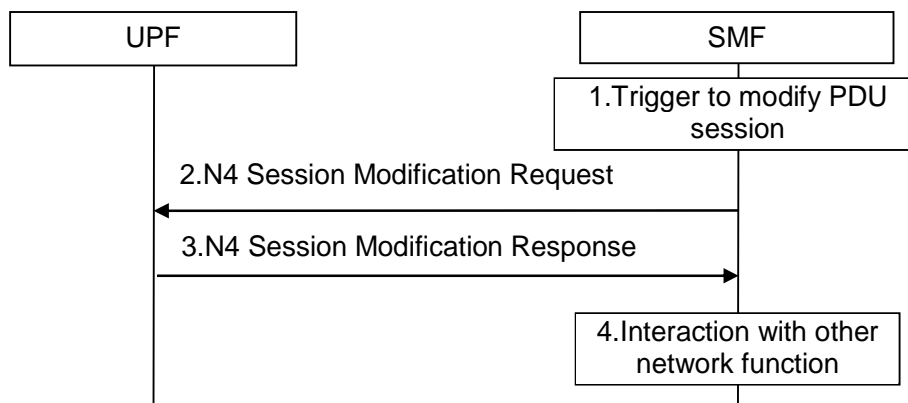 UPF
SMF
1.Trigger to modify PDU
session
2.N4 Session Modification Request
3.N4 Session Modification Response
4.Interaction with other
network function